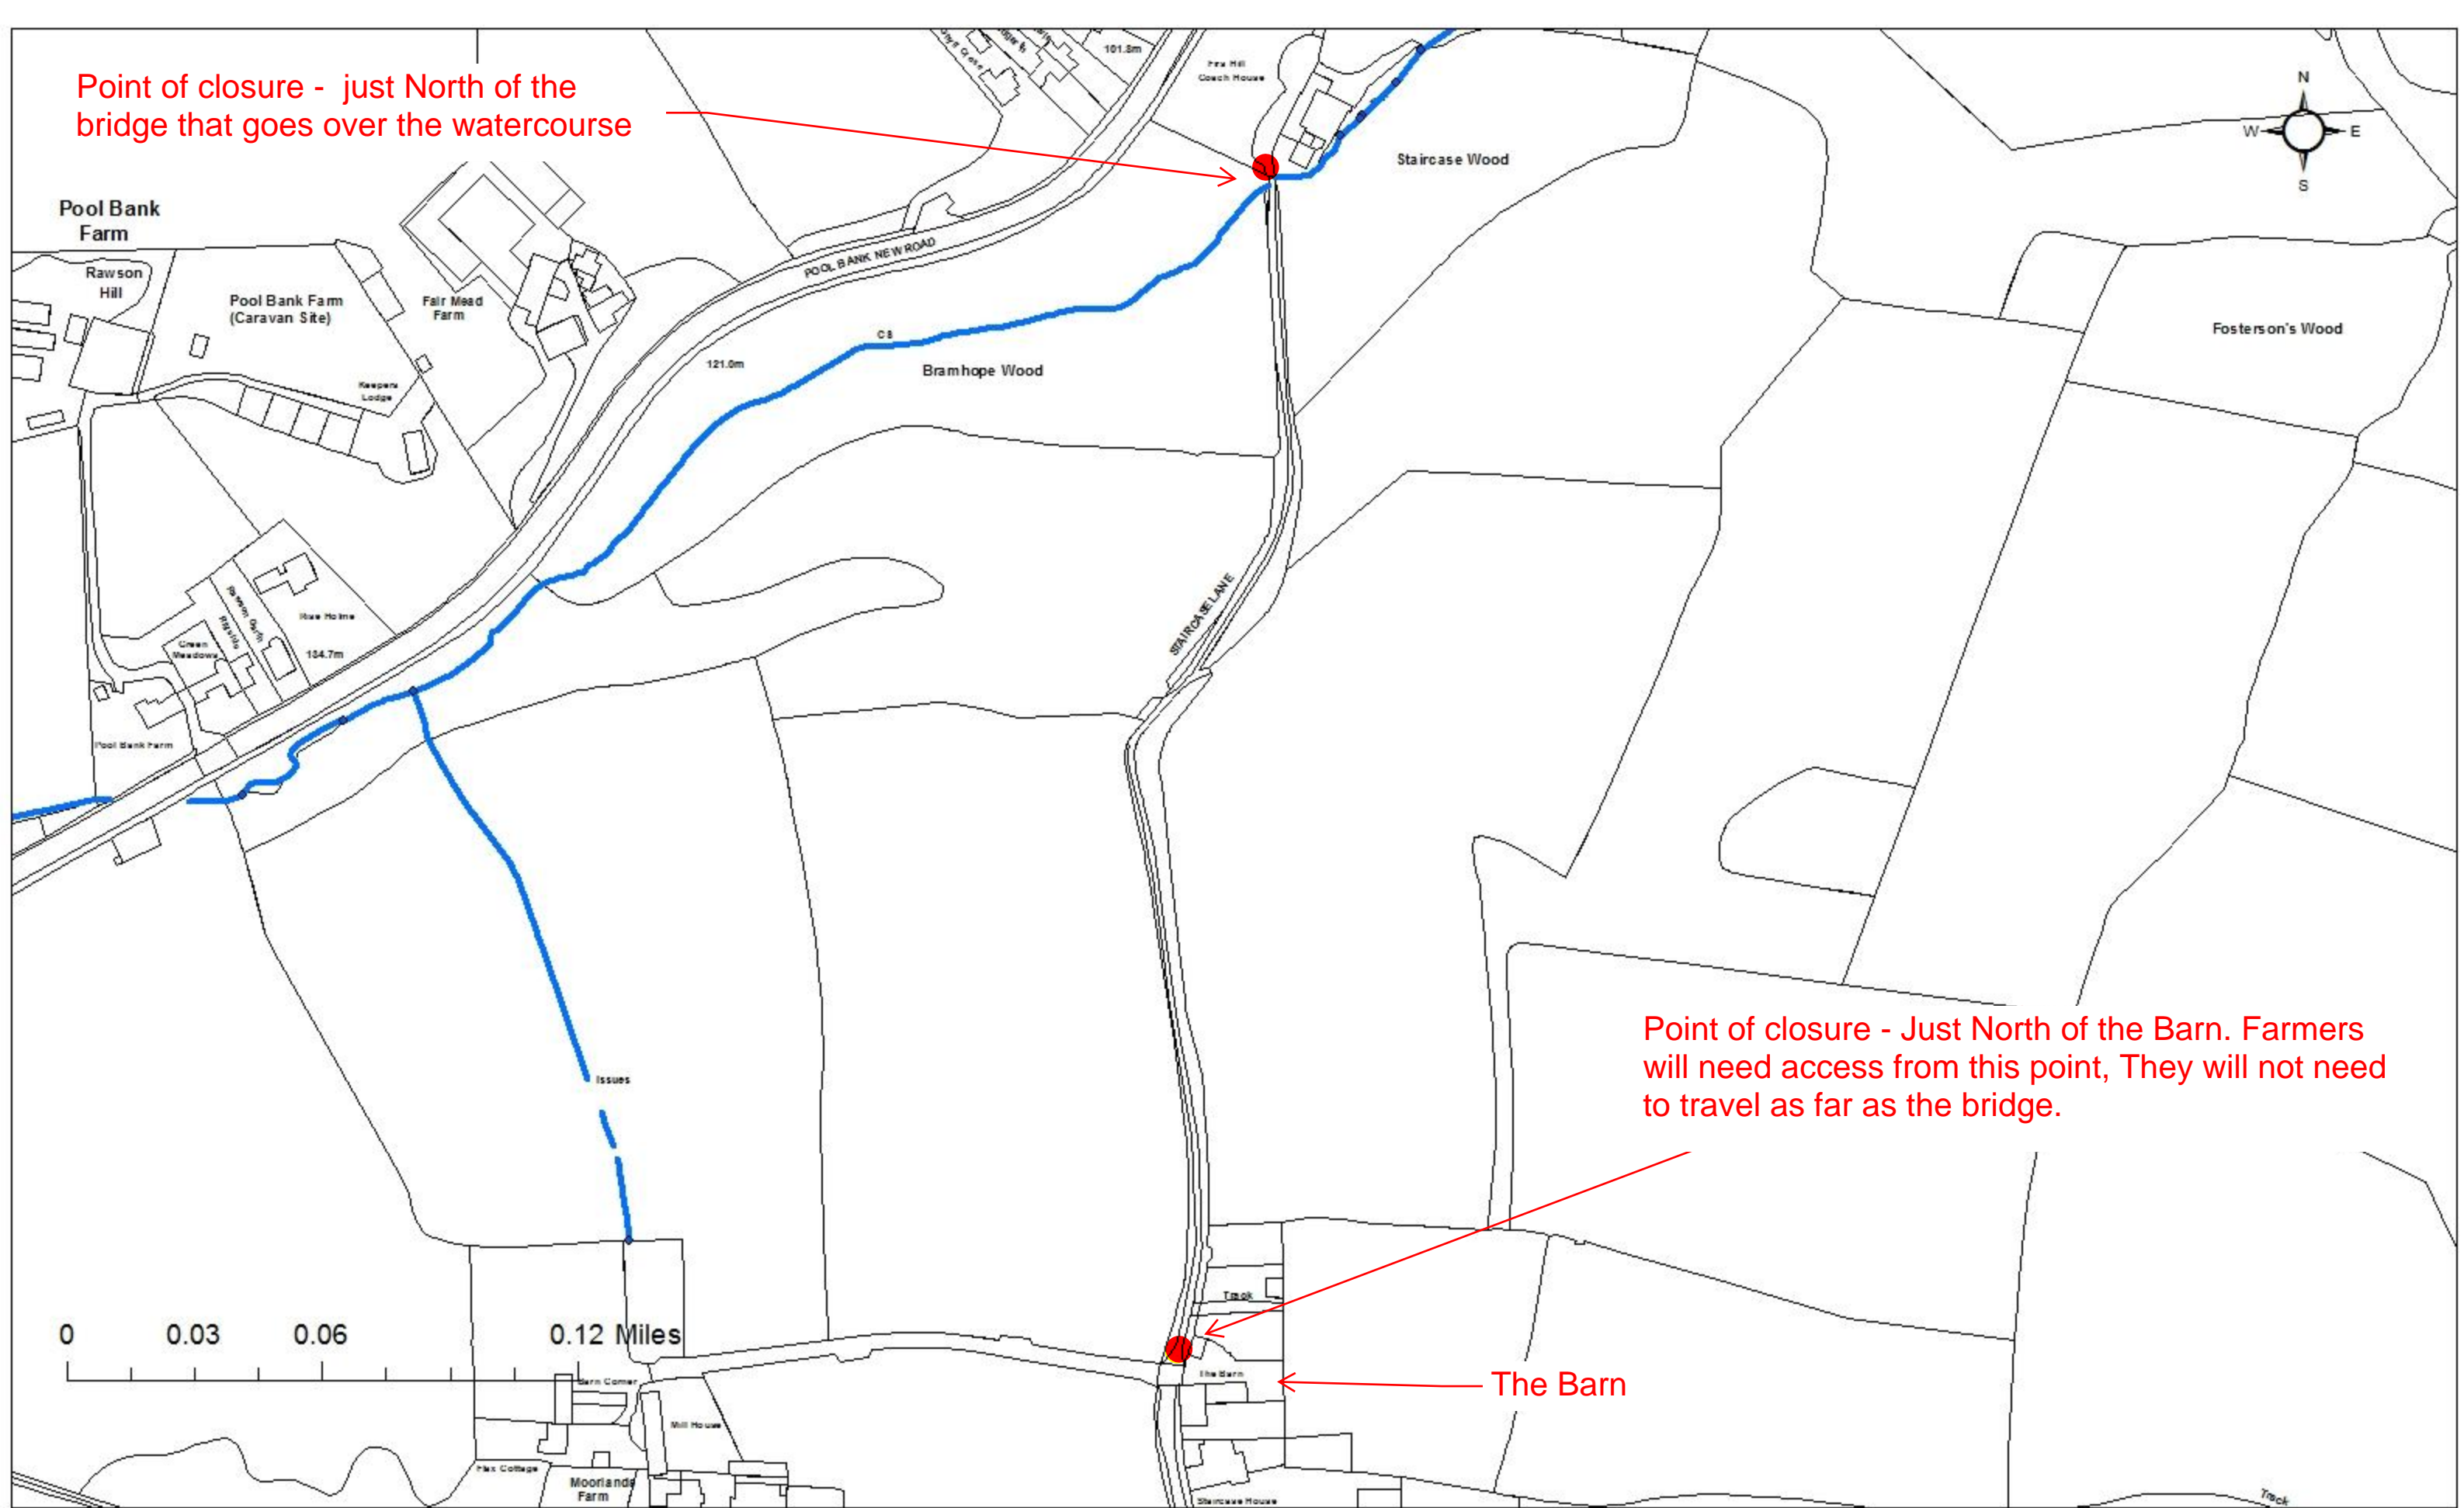 Point of closure - just North of the
bridge that goes over the watercourse
101.8m
Coach House
N
W
E
S
Staircase Wood
Pool Bank
Farm
Rawson
Hill
Pool Bank Farm
(Caravan Site)
Fair Mead
Farm
Keepers
Lodge
POOL BANK NEW ROAD
121.0m
CS
Bramhope Wood
Fosterson's Wood
STAIRCASE LANE
Green
Meadows
134.7m
Pool Bank Farm
Issues
Point of closure - Just North of the Barn. Farmers
will need access from this point, They will not need
to travel as far as the bridge.
Track
0
0.03
0.06
0.12 Miles
The Barn
The Barn
Barn Corner
Mill House
Flax Cottage
Moorlands
Farm
Staircase House
Track